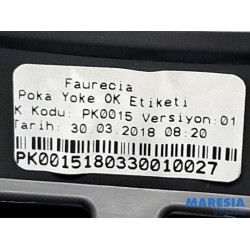 Faurecia
Poka Yoke OK Etiketi
K Kodu: PK0015 Versiyon:01
Tarih: 30.03.2018 08:20
PK0015180330010027
MARESIA